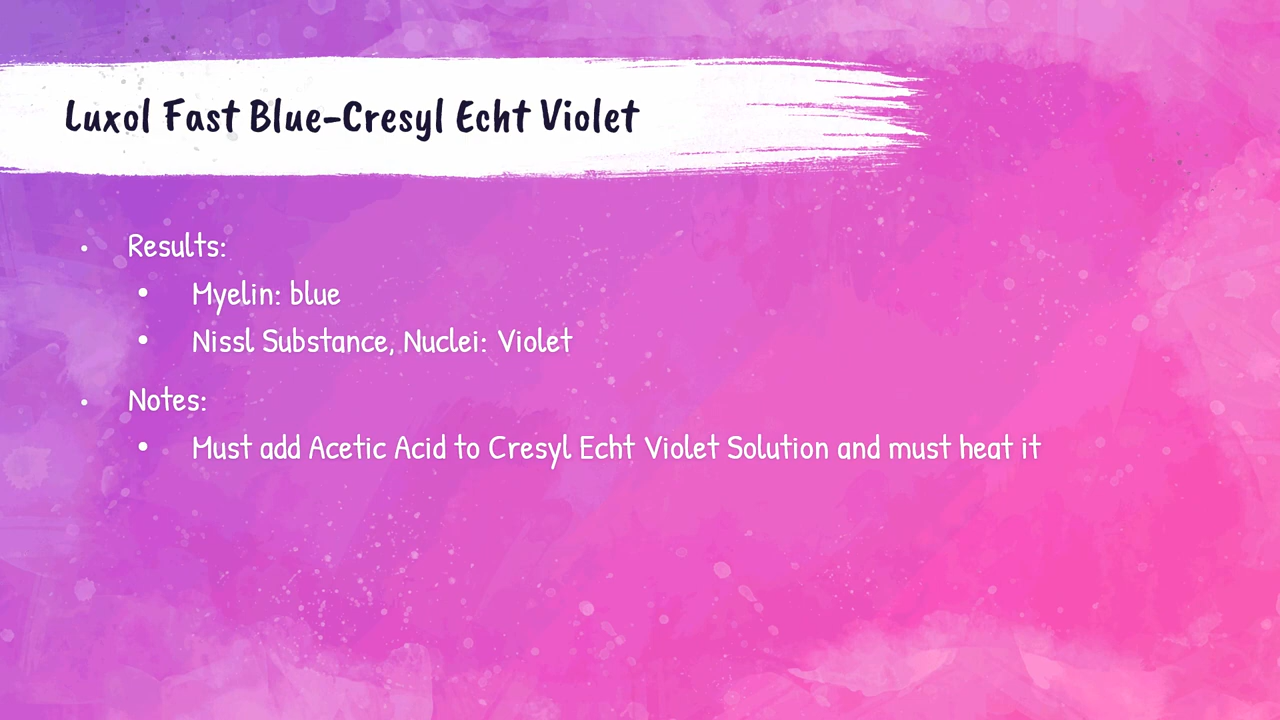 Luxol Fast Blue-Cresyl Echt Violet
• Results:
• Myelin: blue
• Nissl Substance, Nuclei: Violet
• Notes:
• Must add Acetic Acid to Cresyl Echt Violet Solution and must heat it